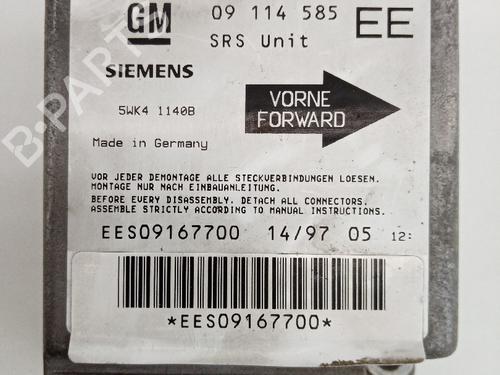 GM 09 114 585 EE
SRS Unit
SIEMENS
VORNE
FORWARD
5WK4 1140B
Made in Germany
VOR JEDER DEMONTAGE ALLE STECKVERBINDUNGEN LOESEN.
MONTAGE NUR NACH EINBAUANLEITUNG.
BEFORE EVERY DISASSEMBLY, DETACH ALL CONNECTORS.
ASSEMBLE STRICTLY ACCORDING TO MANUAL INSTRUCTIONS.
EES09167700 14/97 05 12:
*EES09167700*
B-PARTS